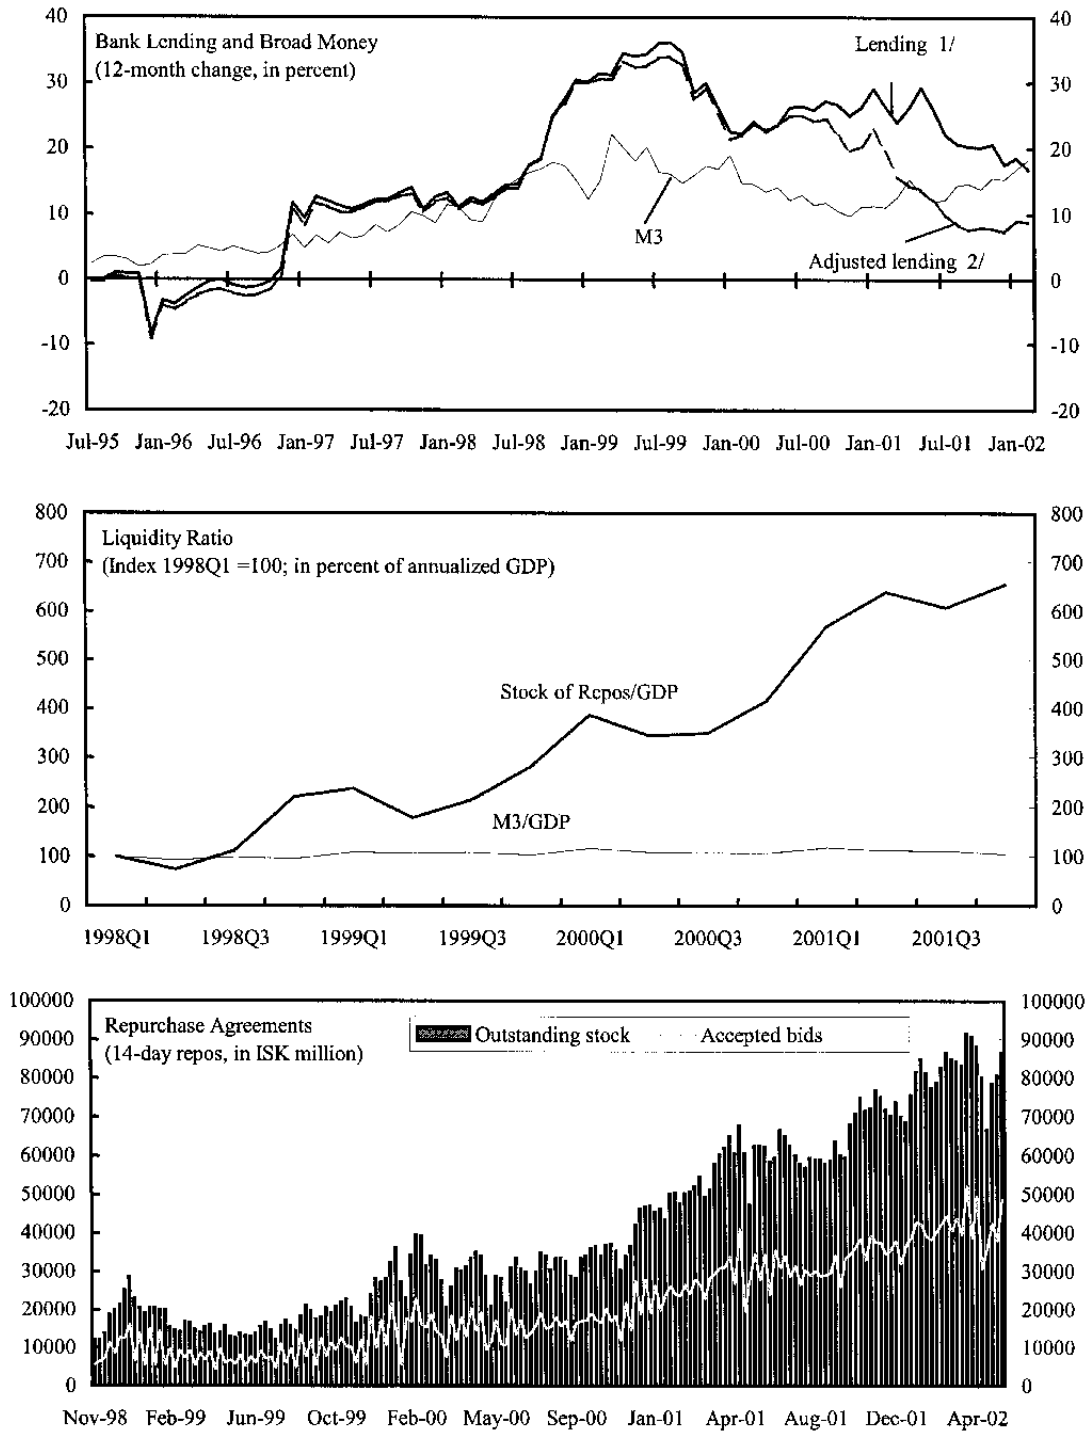 Bank Lending and Broad Money
(12-month change, in percent)
Lending 1/
M3
Adjusted lending 2/
40 40
30 30
20 20
10 10
0 0
-10 -10
-20 -20
Jul-95 Jan-96 Jul-96 Jan-97 Jul-97 Jan-98 Jul-98 Jan-99 Jul-99 Jan-00 Jul-00 Jan-01 Jul-01 Jan-02
Liquidity Ratio
(Index 1998Q1 =100; in percent of annualized GDP)
Stock of Repos/GDP
M3/GDP
800 800
700 700
600 600
500 500
400 400
300 300
200 200
100 100
0 0
1998Q1 1998Q3 1999Q1 1999Q3 2000Q1 2000Q3 2001Q1 2001Q3
Repurchase Agreements
(14-day repos, in ISK million)
Outstanding stock Accepted bids
100000 100000
90000 90000
80000 80000
70000 70000
60000 60000
50000 50000
40000 40000
30000 30000
20000 20000
10000 10000
0 0
Nov-98 Feb-99 Jun-99 Oct-99 Feb-00 May-00 Sep-00 Jan-01 Apr-01 Aug-01 Dec-01 Apr-02